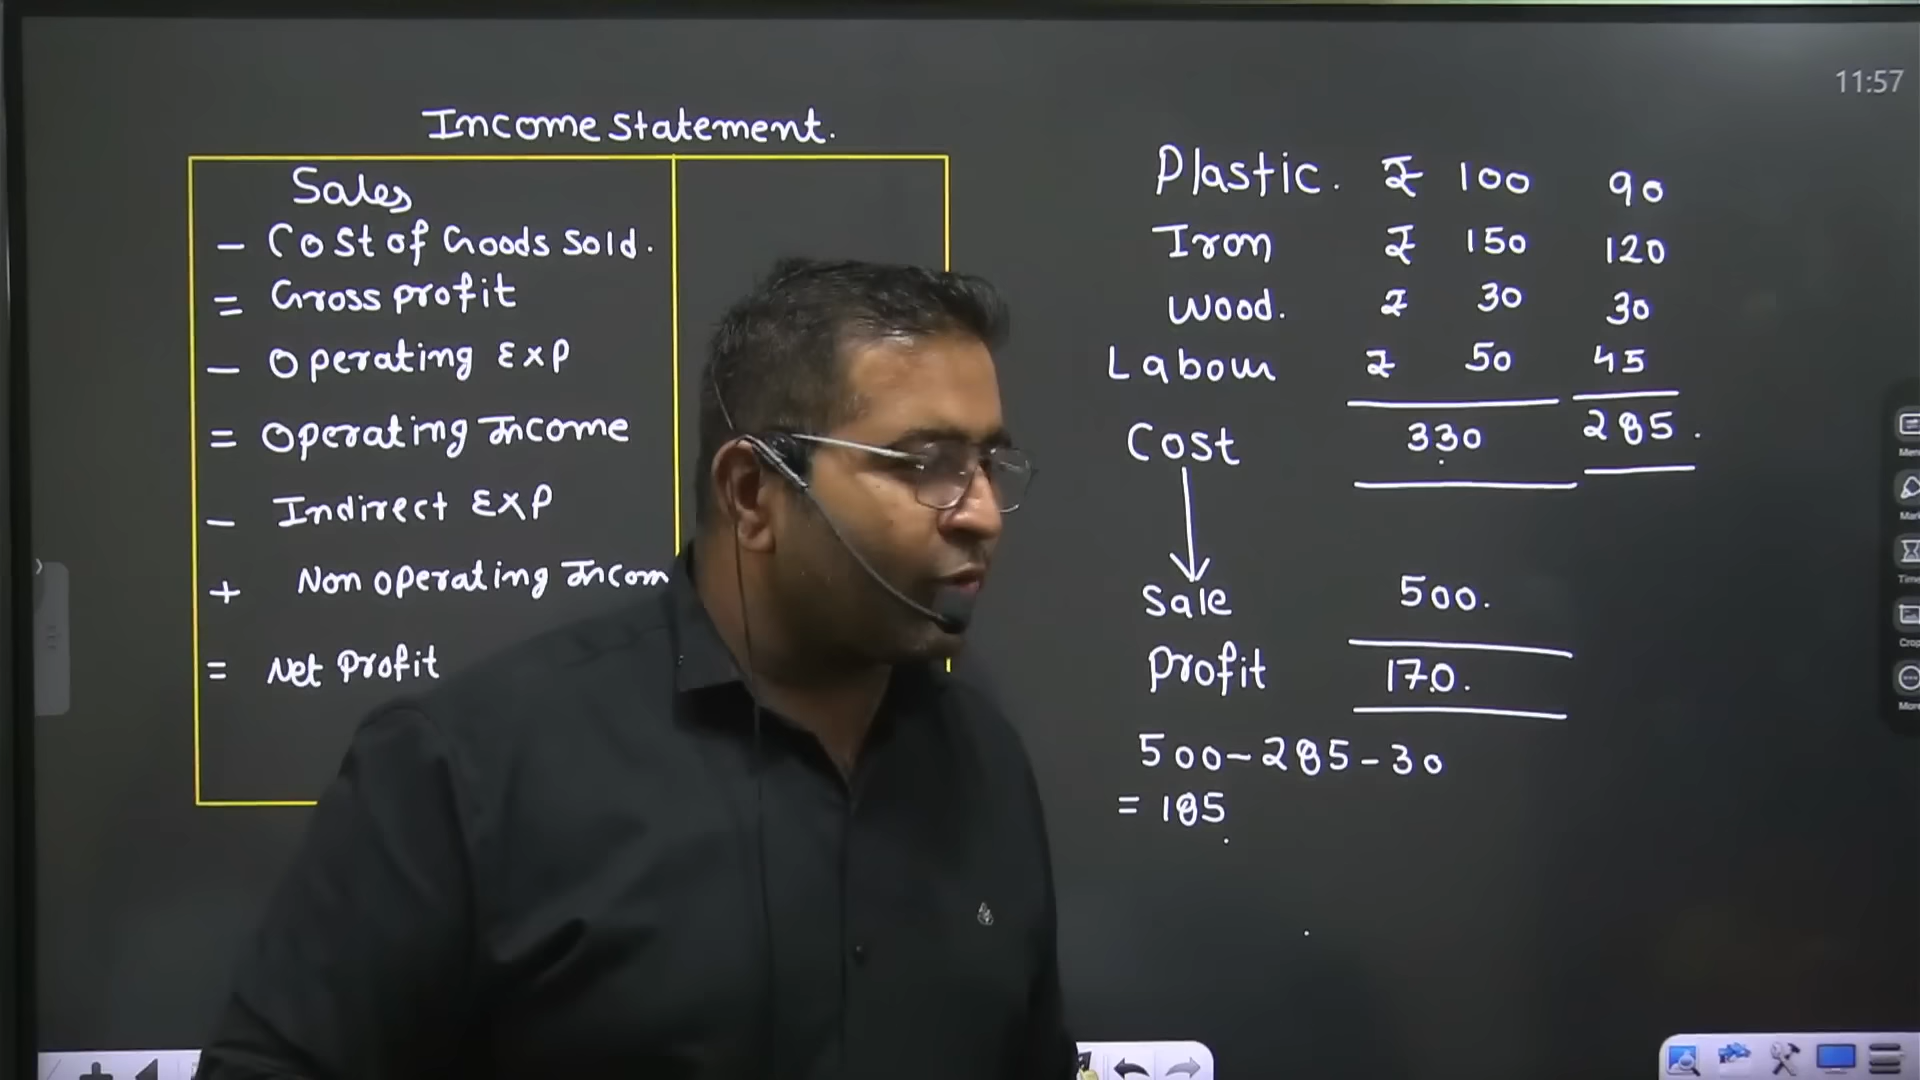 11:57
Income Statement.
Sales
- Cost of Goods Sold.
= Gross profit
- Operating Exp
= Operating Income
- Indirect Exp
+ Non operating Incom
= Net Profit
Plastic. ₹ 100 90
Iron ₹ 150 120
Wood. ₹ 30 30
Labour ₹ 50 45
Cost 330 285.
Sale 500.
Profit 170.
500-285-30
= 185